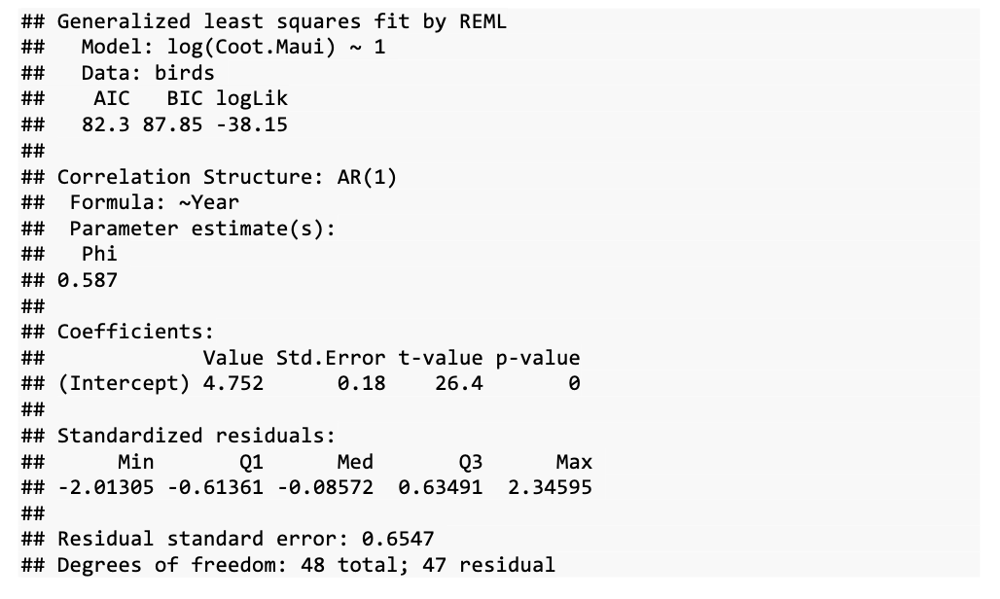 ## Generalized least squares fit by REML
##   Model: log(Coot.Maui) ~ 1
##   Data: birds
##    AIC   BIC logLik
##   82.3 87.85 -38.15
##
## Correlation Structure: AR(1)
##  Formula: ~Year
##  Parameter estimate(s):
##   Phi
## 0.587
##
## Coefficients:
##             Value Std.Error t-value p-value
## (Intercept) 4.752      0.18    26.4       0
##
## Standardized residuals:
##      Min       Q1      Med       Q3      Max
## -2.01305 -0.61361 -0.08572  0.63491  2.34595
##
## Residual standard error: 0.6547
## Degrees of freedom: 48 total; 47 residual